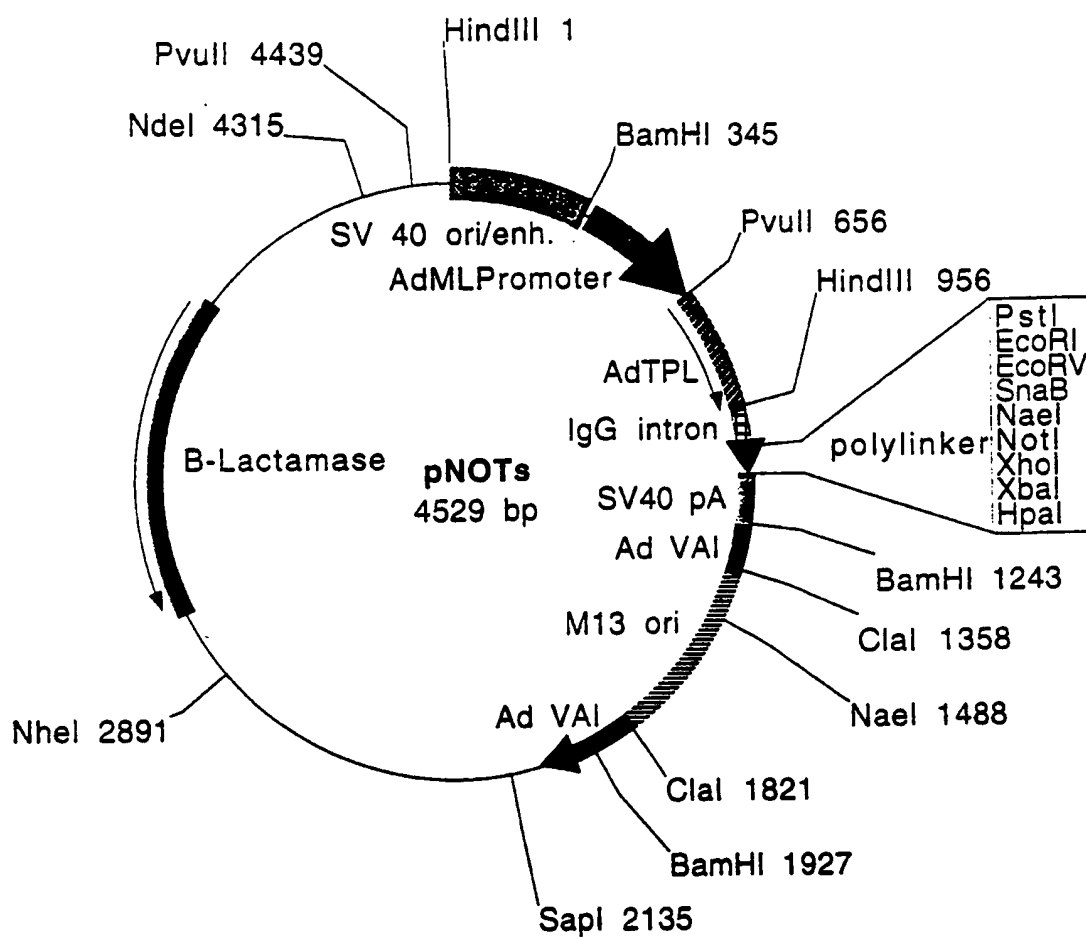 HindIII 1
PvuII 4439
NdeI 4315
BamHI 345
SV 40 ori/enh.
PvuII 656
AdMLPromoter
HindIII 956
PstI
EcoRI
EcoRV
SnaB
NaeI
NotI
XhoI
XbaI
HpaI
AdTPL
IgG intron
polylinker
B-Lactamase
pNOTs
4529 bp
SV40 pA
Ad VAI
BamHI 1243
M13 ori
ClaI 1358
NaeI 1488
NheI 2891
Ad VAI
ClaI 1821
BamHI 1927
SapI 2135